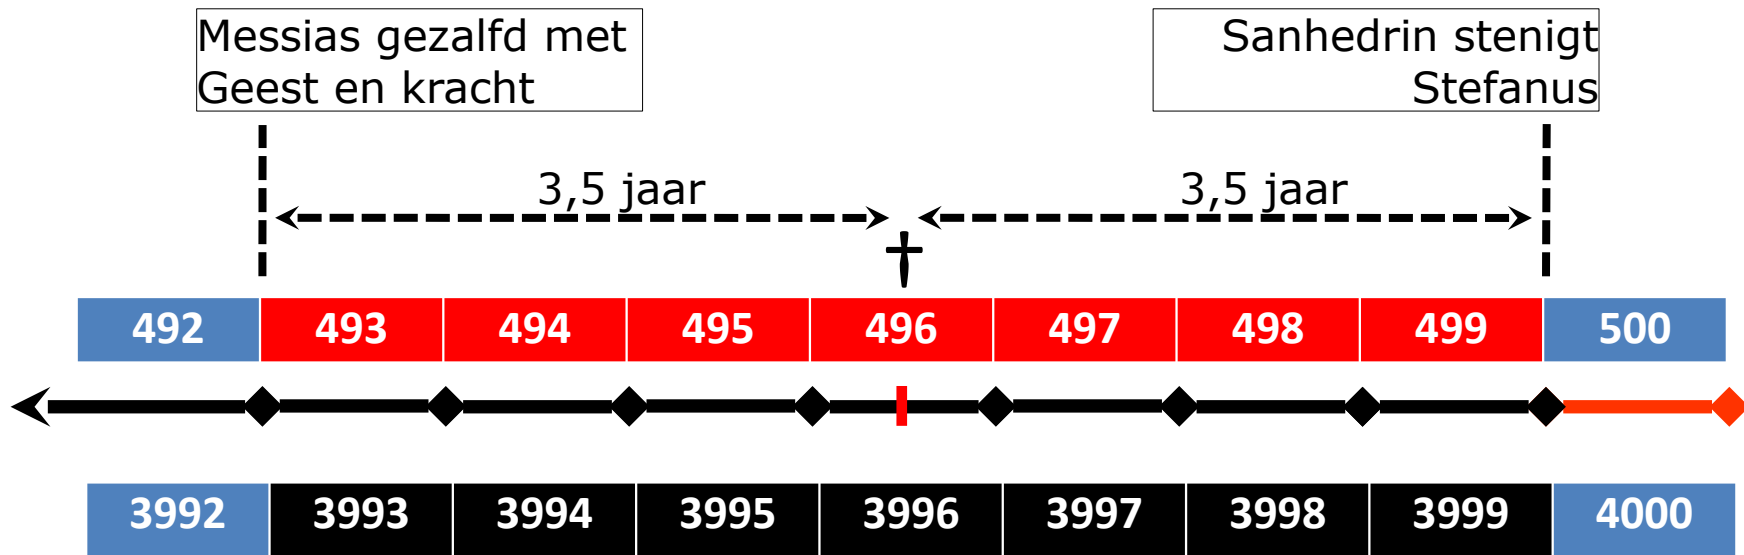 Messias gezalfd met
Geest en kracht
Sanhedrin stenigt
Stefanus
3,5 jaar 3,5 jaar
492 493 494 495 496 497 498 499 500
3992 3993 3994 3995 3996 3997 3998 3999 4000